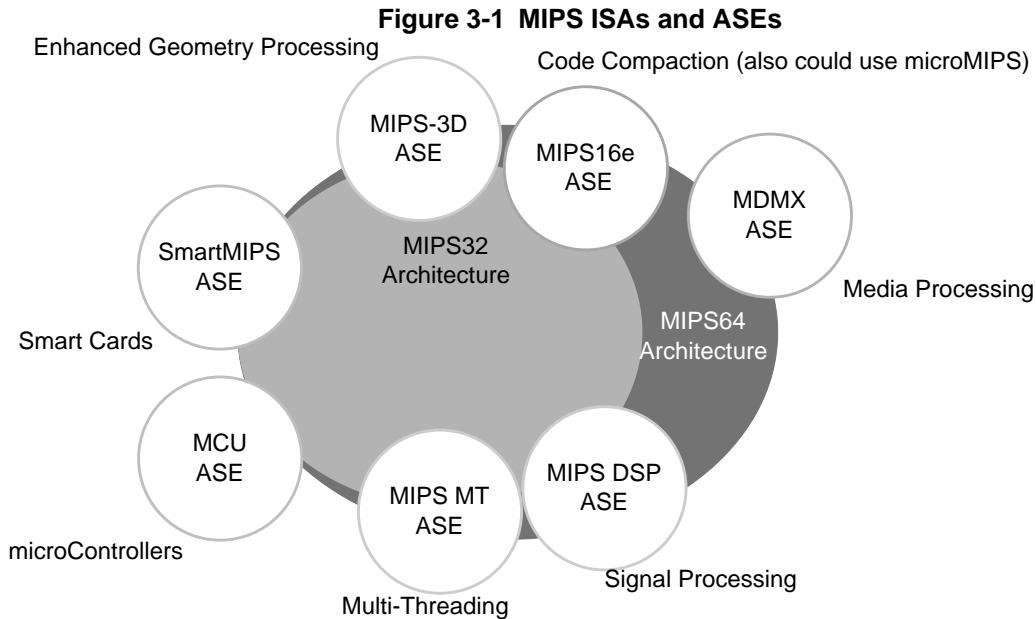 Figure 3-1 MIPS ISAs and ASEs
Enhanced Geometry Processing
Code Compaction (also could use microMIPS)
MIPS-3D
ASE
MIPS16e
ASE
MDMX
ASE
SmartMIPS
ASE
MIPS32
Architecture
Media Processing
MIPS64
Architecture
Smart Cards
MCU
ASE
MIPS MT
ASE
MIPS DSP
ASE
microControllers
Signal Processing
Multi-Threading